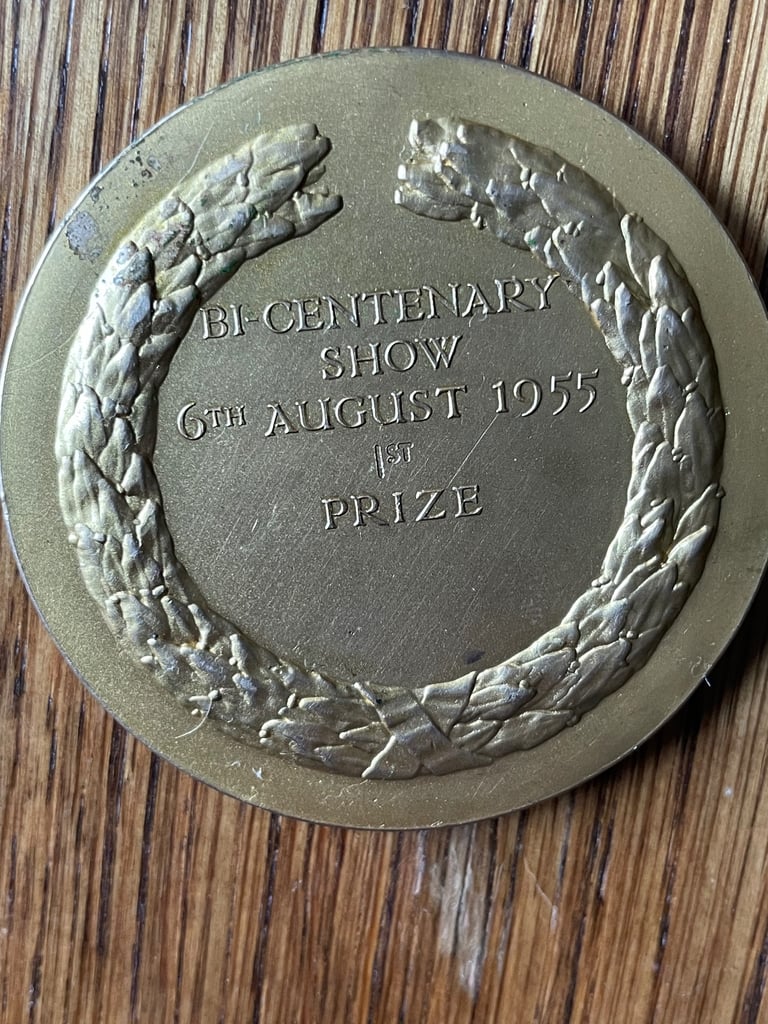 BI-CENTENARY
SHOW
6TH AUGUST 1955
1ST
PRIZE